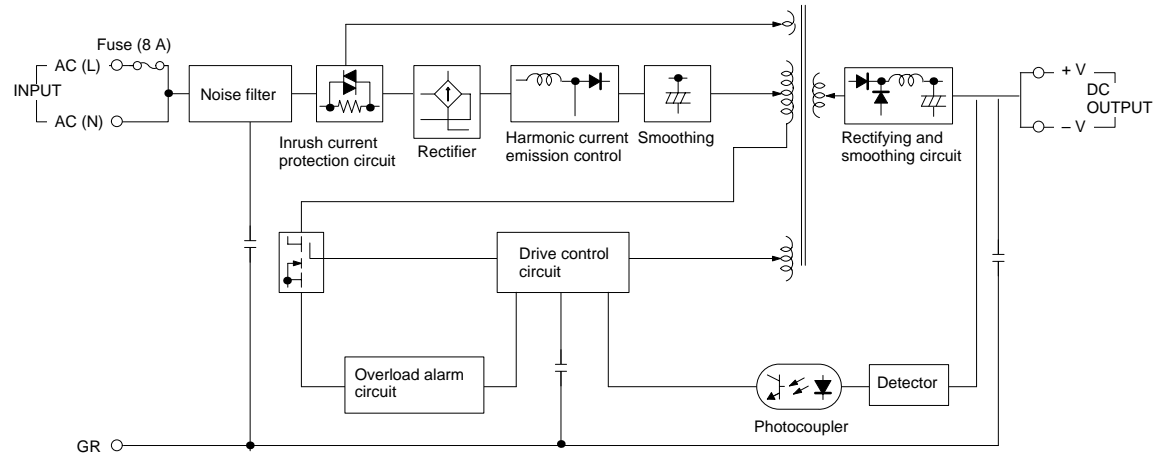 Fuse (8 A)
AC (L)
INPUT
AC (N)
Noise filter
Inrush current
protection circuit
Rectifier
Harmonic current
emission control
Smoothing
Rectifying and
smoothing circuit
+ V
DC
OUTPUT
– V
Drive control
circuit
Overload alarm
circuit
Photocoupler
Detector
GR